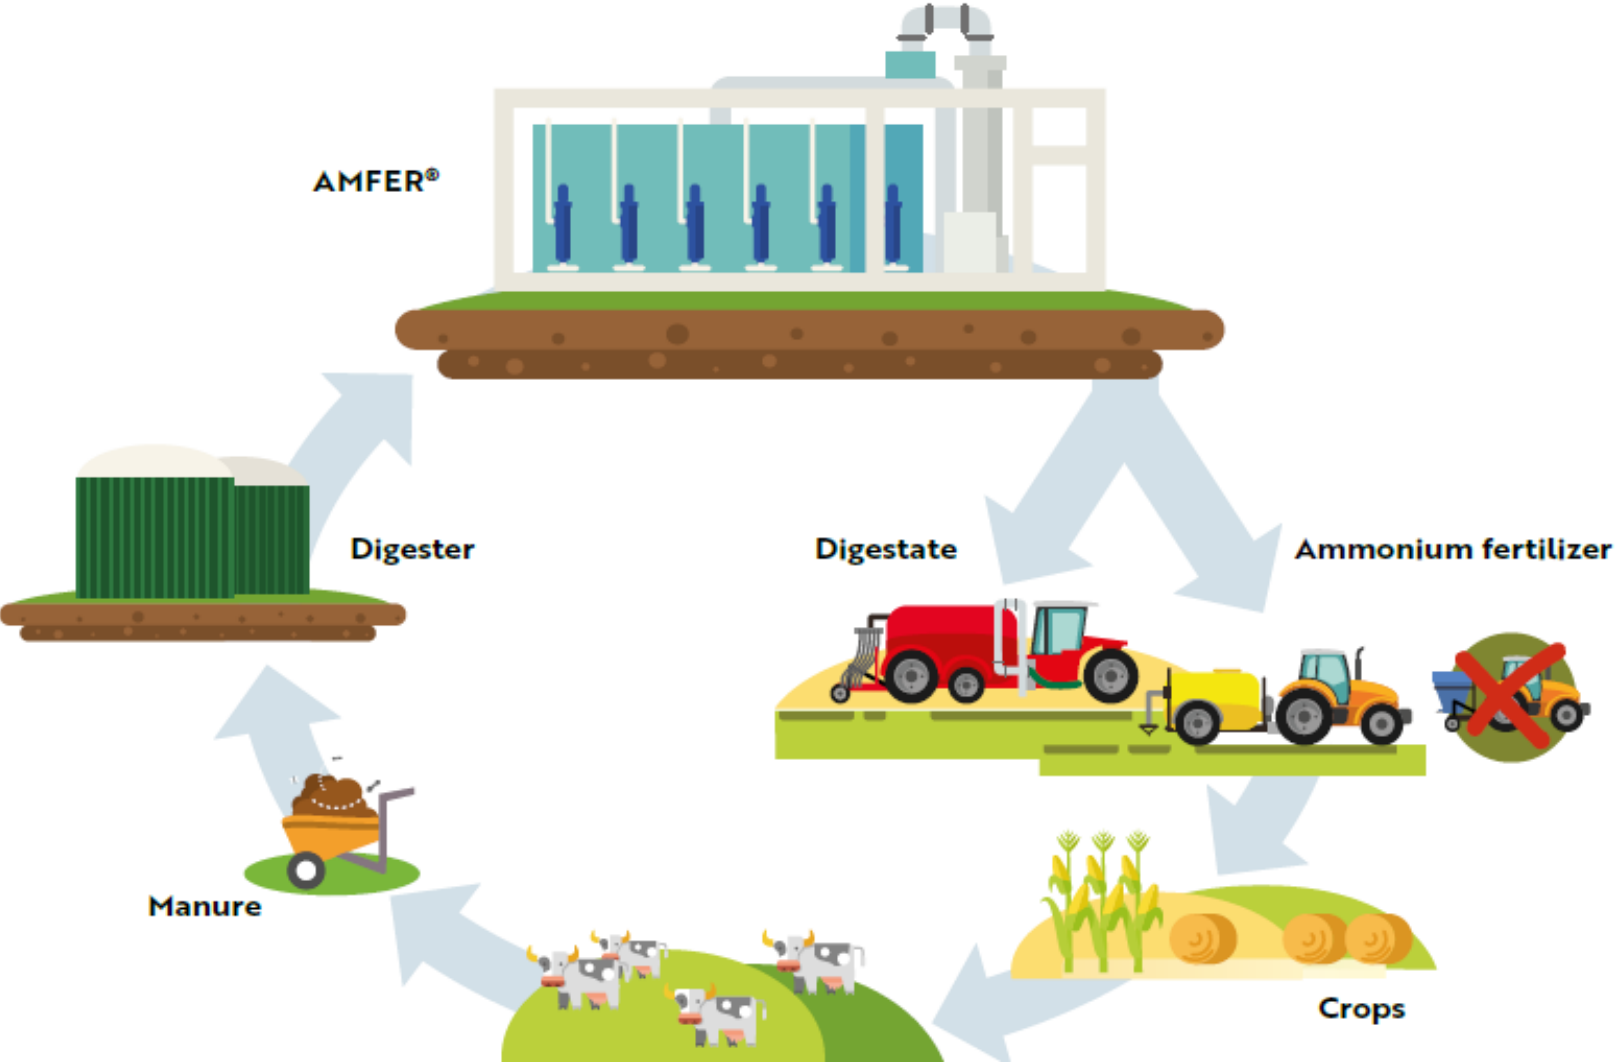 AMFER®
Digester
Digestate
Ammonium fertilizer
Manure
Crops